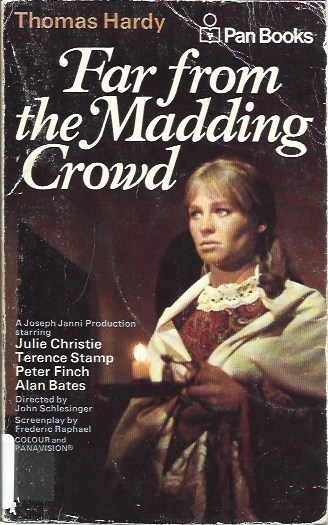 Thomas Hardy
Pan Books
Far from
the Madding
Crowd
A Joseph Janni Production
starring
Julie Christie
Terence Stamp
Peter Finch
Alan Bates
Directed by
John Schlesinger
Screenplay by
Frederic Raphael
COLOUR and
PANAVISION®